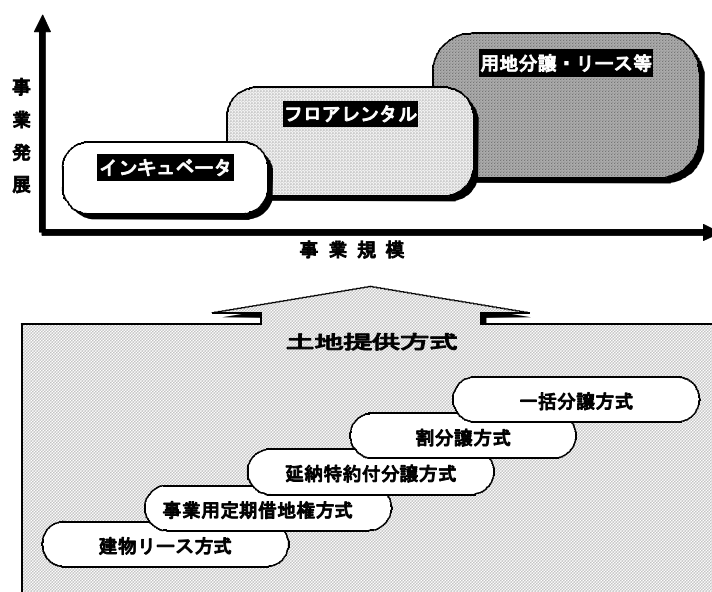 用地分譲・リース等
フロアレンタル
インキュベータ
事業発展
事業規模
土地提供方式
一括分譲方式
割分譲方式
延納特約付分譲方式
事業用定期借地権方式
建物リース方式